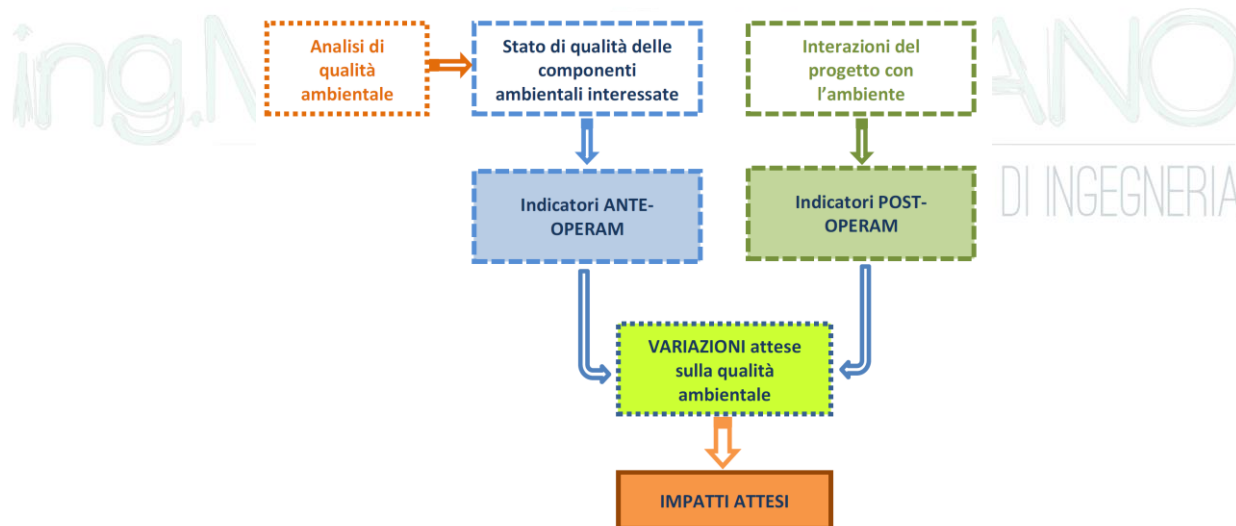 Analisi di
qualità
ambientale
Stato di qualità delle
componenti
ambientali interessate
Interazioni del
progetto con
l'ambiente
Indicatori ANTE-
OPERAM
Indicatori POST-
OPERAM
VARIAZIONI attese
sulla qualità
ambientale
IMPATTI ATTESI
ing.
DI INGEGNERIA